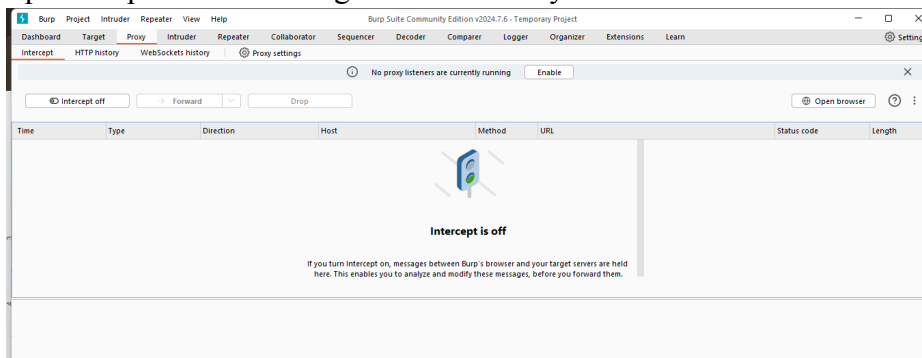 Burp Project Intruder Repeater View Help Burp Suite Community Edition v2024.7.6 - Temporary Project
Dashboard Target Proxy Intruder Repeater Collaborator Sequencer Decoder Comparer Logger Organizer Extensions Learn Setting
Intercept HTTP history WebSockets history Proxy settings
No proxy listeners are currently running Enable
Intercept off Forward Drop Open browser
Time Type Direction Host Method URL Status code Length
Intercept is off
If you turn Intercept on, messages between Burp's browser and your target servers are held
here. This enables you to analyze and modify these messages, before you forward them.